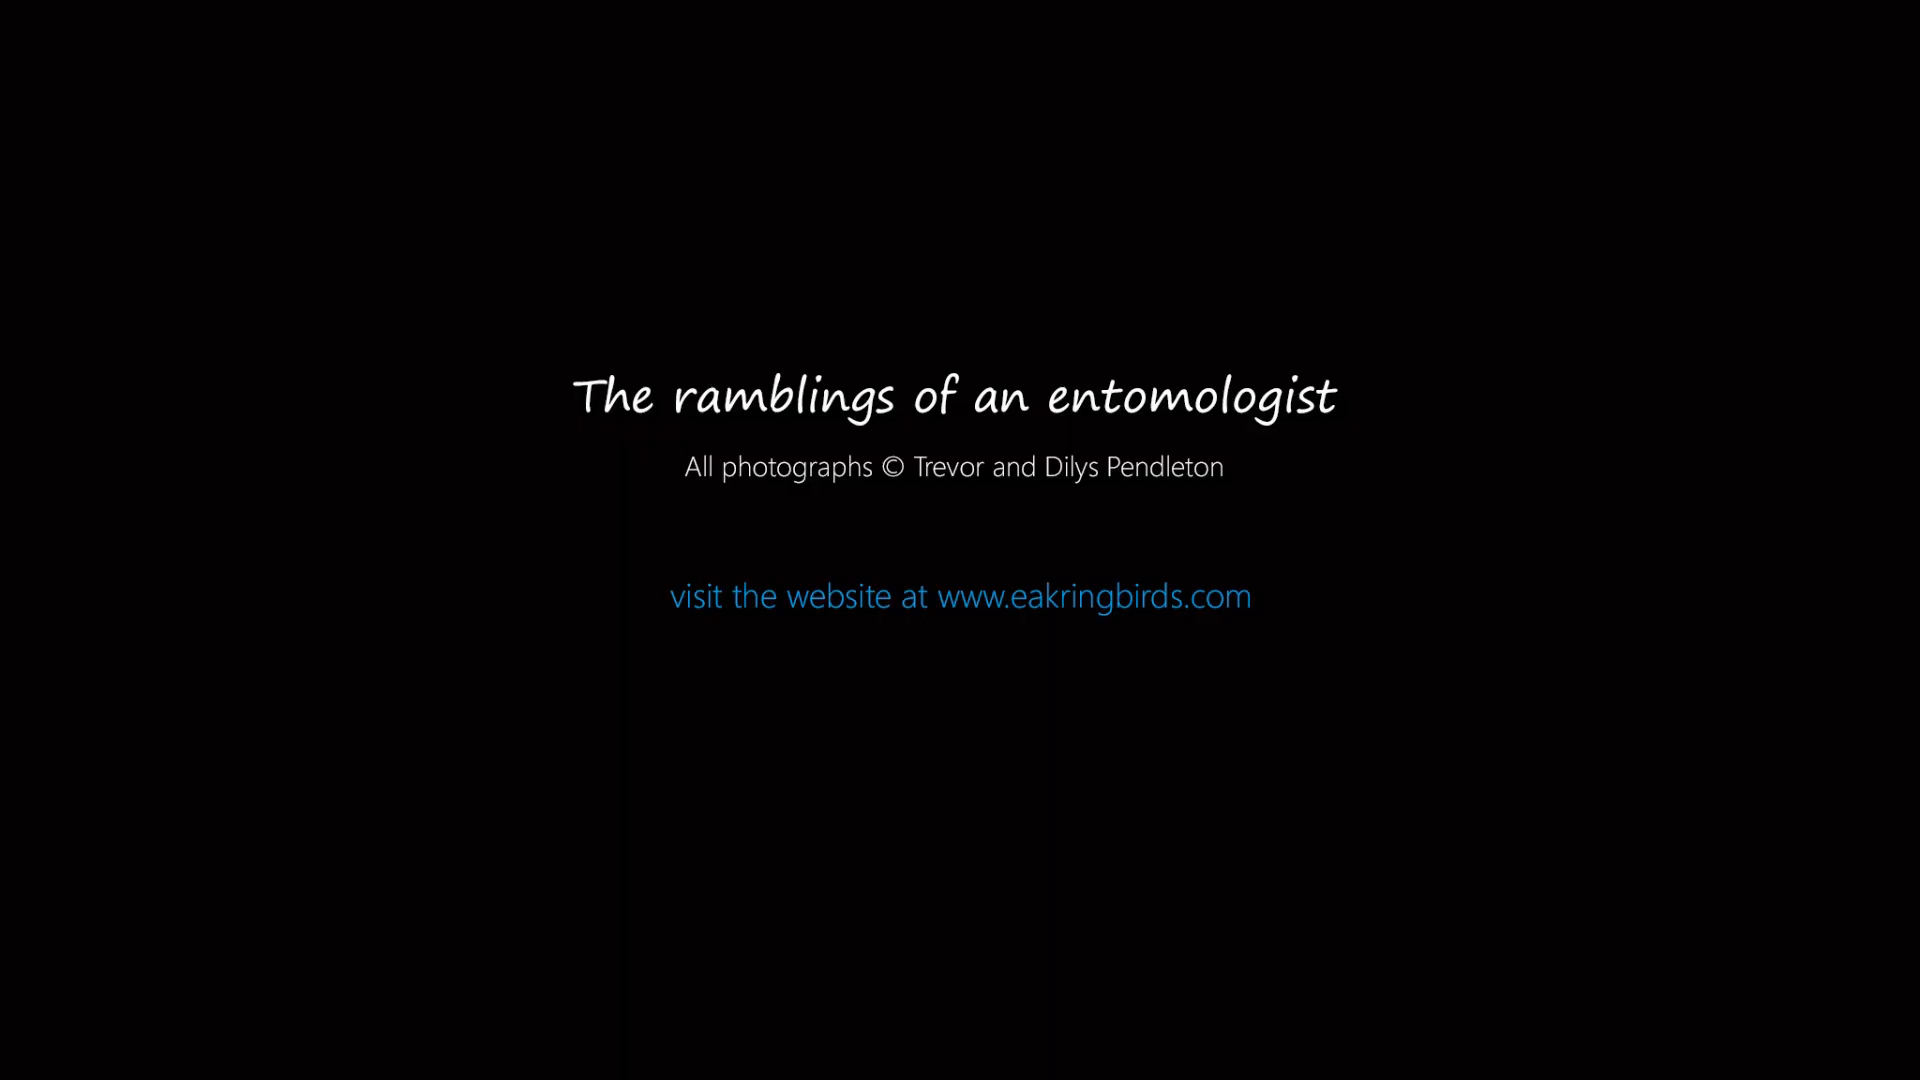 The ramblings of an entomologist
All photographs © Trevor and Dilys Pendleton
visit the website at www.eakringbirds.com